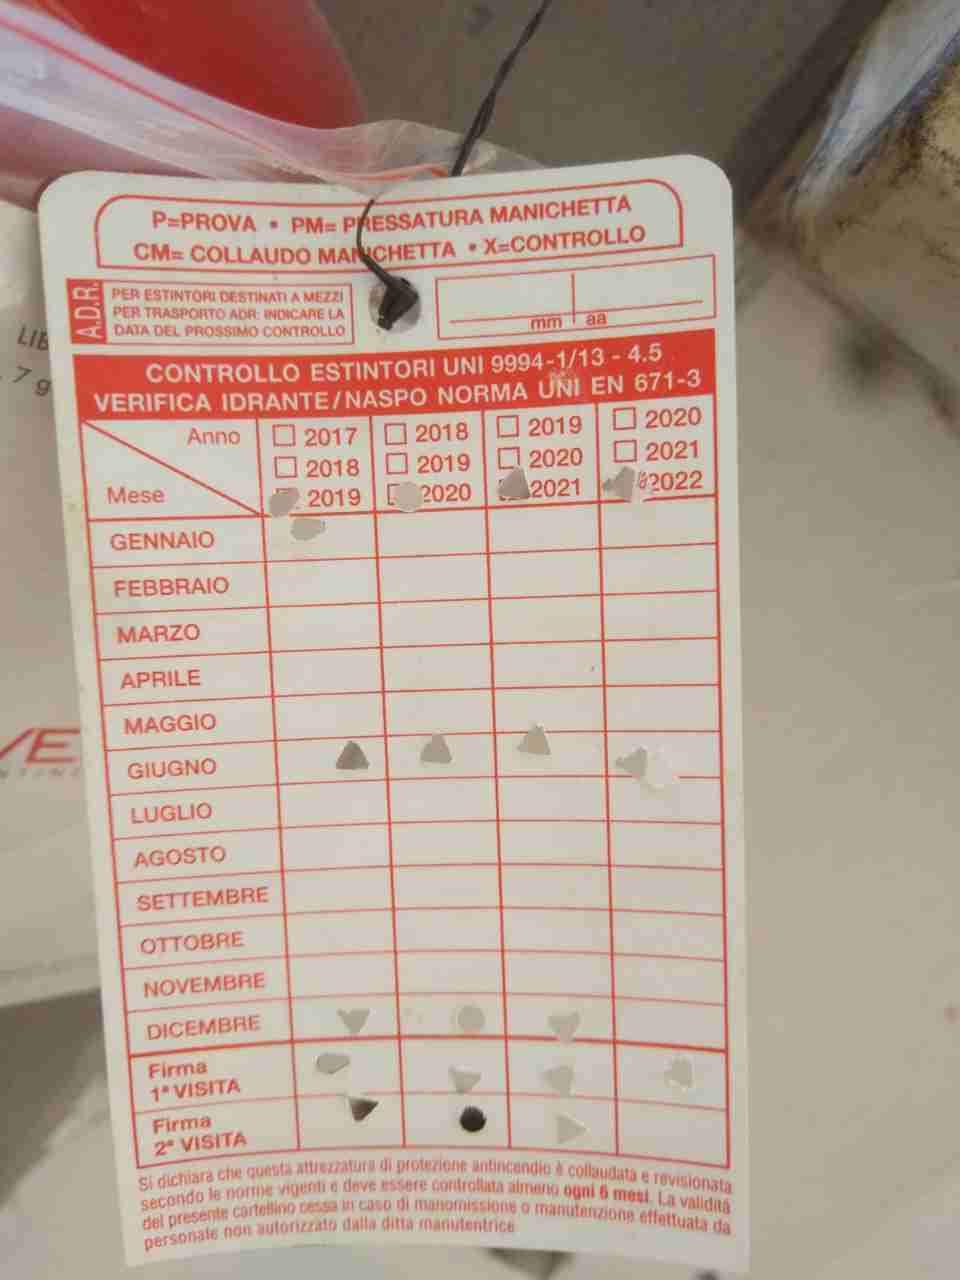 P=PROVA • PM= PRESSATURA MANICHETTA
CM= COLLAUDO MANICHETTA • X=CONTROLLO
A.D.R.
PER ESTINTORI DESTINATI A MEZZI
PER TRASPORTO ADR: INDICARE LA
DATA DEL PROSSIMO CONTROLLO
mm aa
CONTROLLO ESTINTORI UNI 9994-1/13 - 4.5
VERIFICA IDRANTE/NASPO NORMA UNI EN 671-3
Anno
Mese
2017
2018
2019
2018
2019
2020
2019
2020
2021
2020
2021
2022
GENNAIO
FEBBRAIO
MARZO
APRILE
MAGGIO
GIUGNO
LUGLIO
AGOSTO
SETTEMBRE
OTTOBRE
NOVEMBRE
DICEMBRE
Firma
1ª VISITA
Firma
2ª VISITA
Si dichiara che questa attrezzatura di protezione antincendio è collaudata e revisionata
secondo le norme vigenti e deve essere controllata almeno ogni 6 mesi. La validità
del presente cartellino cessa in caso di manomissione o manutenzione effettuata da
personale non autorizzato dalla ditta manutentrice
LIB
7 g
VE